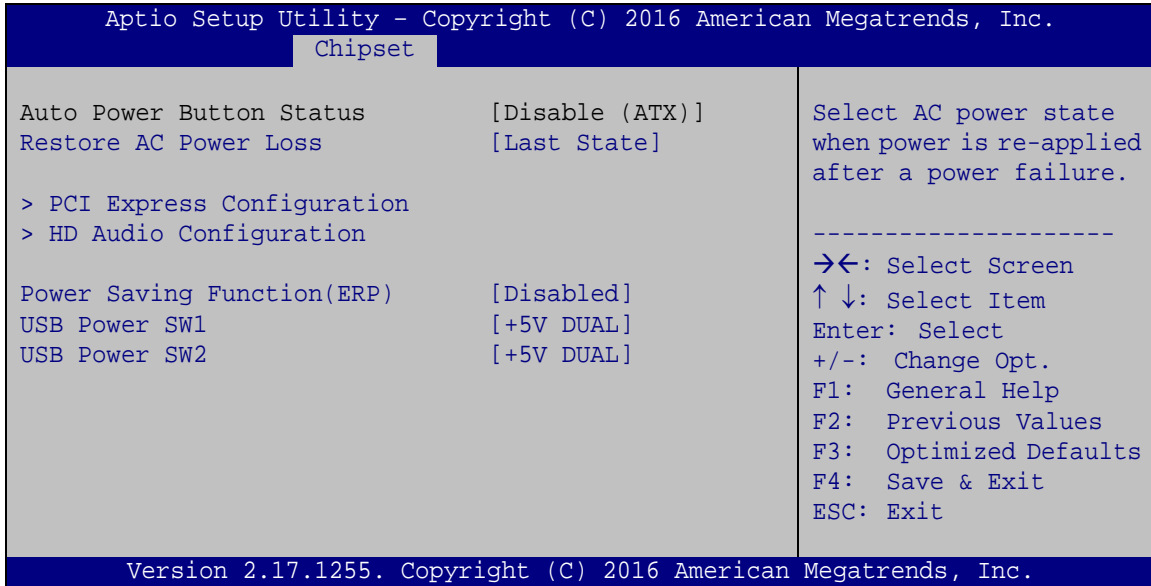 Aptio Setup Utility – Copyright (C) 2016 American Megatrends, Inc.
Chipset
Auto Power Button Status [Disable (ATX)]
Restore AC Power Loss [Last State]
> PCI Express Configuration
> HD Audio Configuration
Power Saving Function(ERP) [Disabled]
USB Power SW1 [+5V DUAL]
USB Power SW2 [+5V DUAL]
Select AC power state
when power is re-applied
after a power failure.
---------------------
→←: Select Screen
↑ ↓: Select Item
Enter: Select
+/-: Change Opt.
F1: General Help
F2: Previous Values
F3: Optimized Defaults
F4: Save & Exit
ESC: Exit
Version 2.17.1255. Copyright (C) 2016 American Megatrends, Inc.